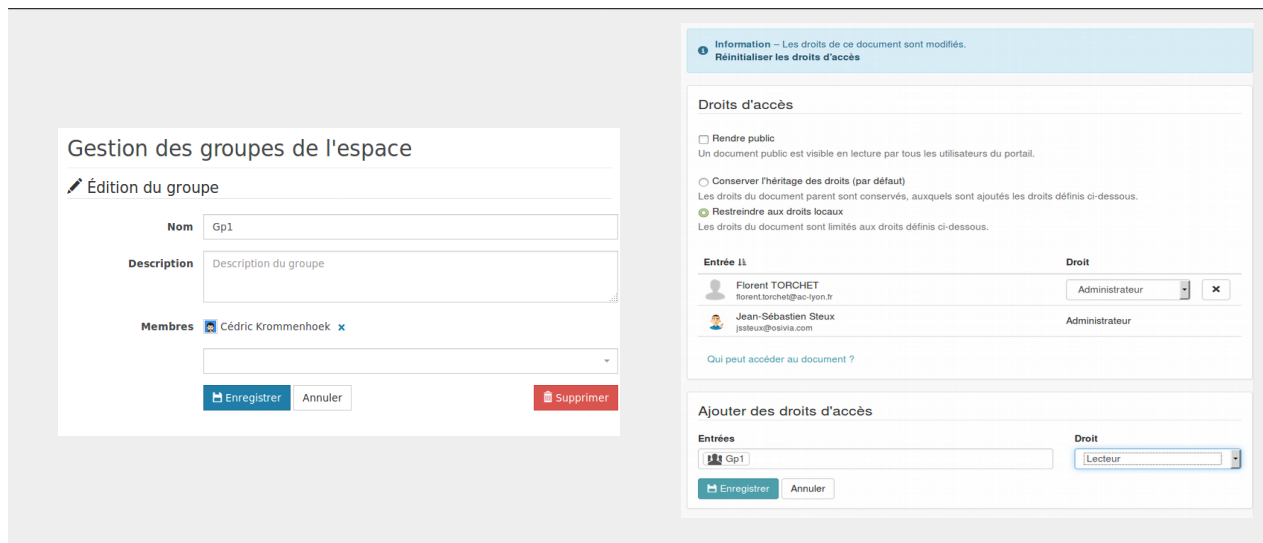 Gestion des groupes de l'espace
Édition du groupe
Nom
Gp1
Description
Description du groupe
Membres
Cédric Krommenhoek x
Enregistrer
Annuler
Supprimer
Information – Les droits de ce document sont modifiés.
Réinitialiser les droits d'accès
Droits d'accès
Rendre public
Un document public est visible en lecture par tous les utilisateurs du portail.
Conserver l'héritage des droits (par défaut)
Les droits du document parent sont conservés, auxquels sont ajoutés les droits définis ci-dessous.
Restreindre aux droits locaux
Les droits du document sont limités aux droits définis ci-dessous.
Entrée
Droit
Florent TORCHET
florent.torchet@ac-lyon.fr
Administrateur
Jean-Sébastien Steux
jssteux@osivia.com
Administrateur
Qui peut accéder au document ?
Ajouter des droits d'accès
Entrées
Droit
Gp1
Lecteur
Enregistrer
Annuler